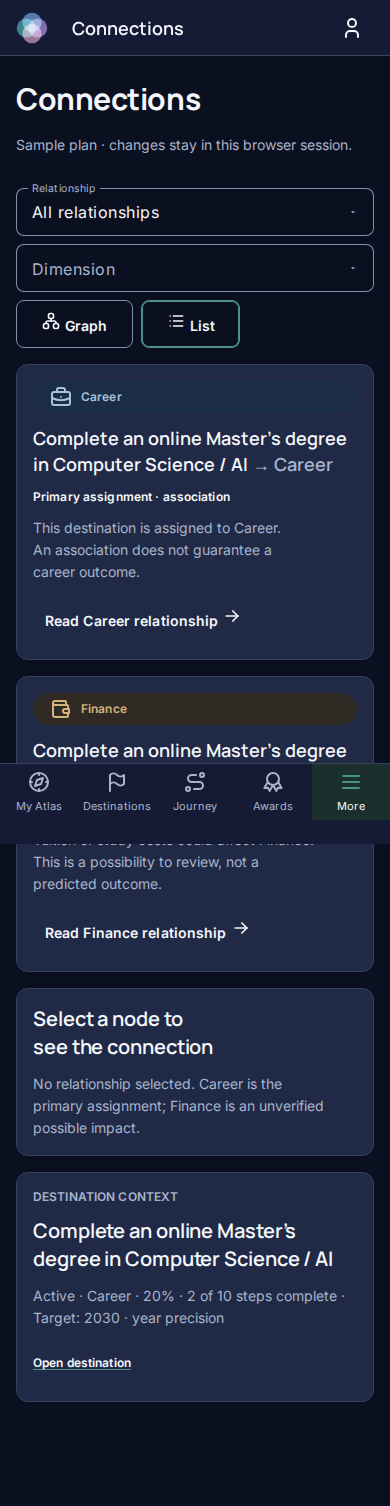 Connections
Connections
Sample plan · changes stay in this browser session.
Relationship
All relationships
Dimension
Graph
List
Career
Complete an online Master's degree
in Computer Science / AI → Career
Primary assignment · association
This destination is assigned to Career.
An association does not guarantee a
career outcome.
Read Career relationship →
Finance
Complete an online Master's degree
My Atlas
Destinations
Journey
Awards
More
This is a possibility to review, not a
predicted outcome.
Read Finance relationship →
Select a node to
see the connection
No relationship selected. Career is the
primary assignment; Finance is an unverified
possible impact.
DESTINATION CONTEXT
Complete an online Master's
degree in Computer Science / AI
Active · Career · 20% · 2 of 10 steps complete ·
Target: 2030 · year precision
Open destination